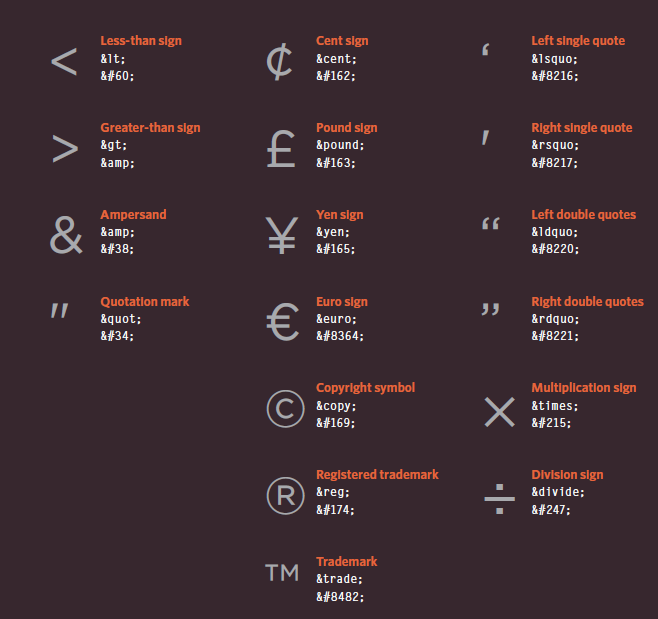 <
Less-than sign
&lt;
&#60;
>
Greater-than sign
&gt;
&amp;
&
Ampersand
&amp;
&#38;
"
Quotation mark
&quot;
&#34;
¢
Cent sign
&cent;
&#162;
£
Pound sign
&pound;
&#163;
¥
Yen sign
&yen;
&#165;
€
Euro sign
&euro;
&#8364;
©
Copyright symbol
&copy;
&#169;
®
Registered trademark
&reg;
&#174;
™
Trademark
&trade;
&#8482;
‘
Left single quote
&lsquo;
&#8216;
'
Right single quote
&rsquo;
&#8217;
“
Left double quotes
&ldquo;
&#8220;
”
Right double quotes
&rdquo;
&#8221;
×
Multiplication sign
&times;
&#215;
÷
Division sign
&divide;
&#247;